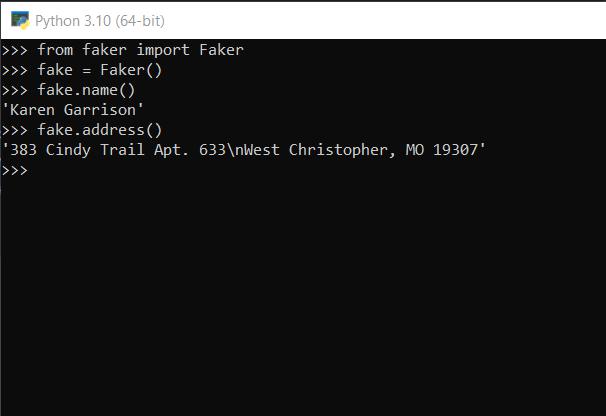 Python 3.10 (64-bit)
>>> from faker import Faker
>>> fake = Faker()
>>> fake.name()
'Karen Garrison'
>>> fake.address()
'383 Cindy Trail Apt. 633\nWest Christopher, MO 19307'
>>>